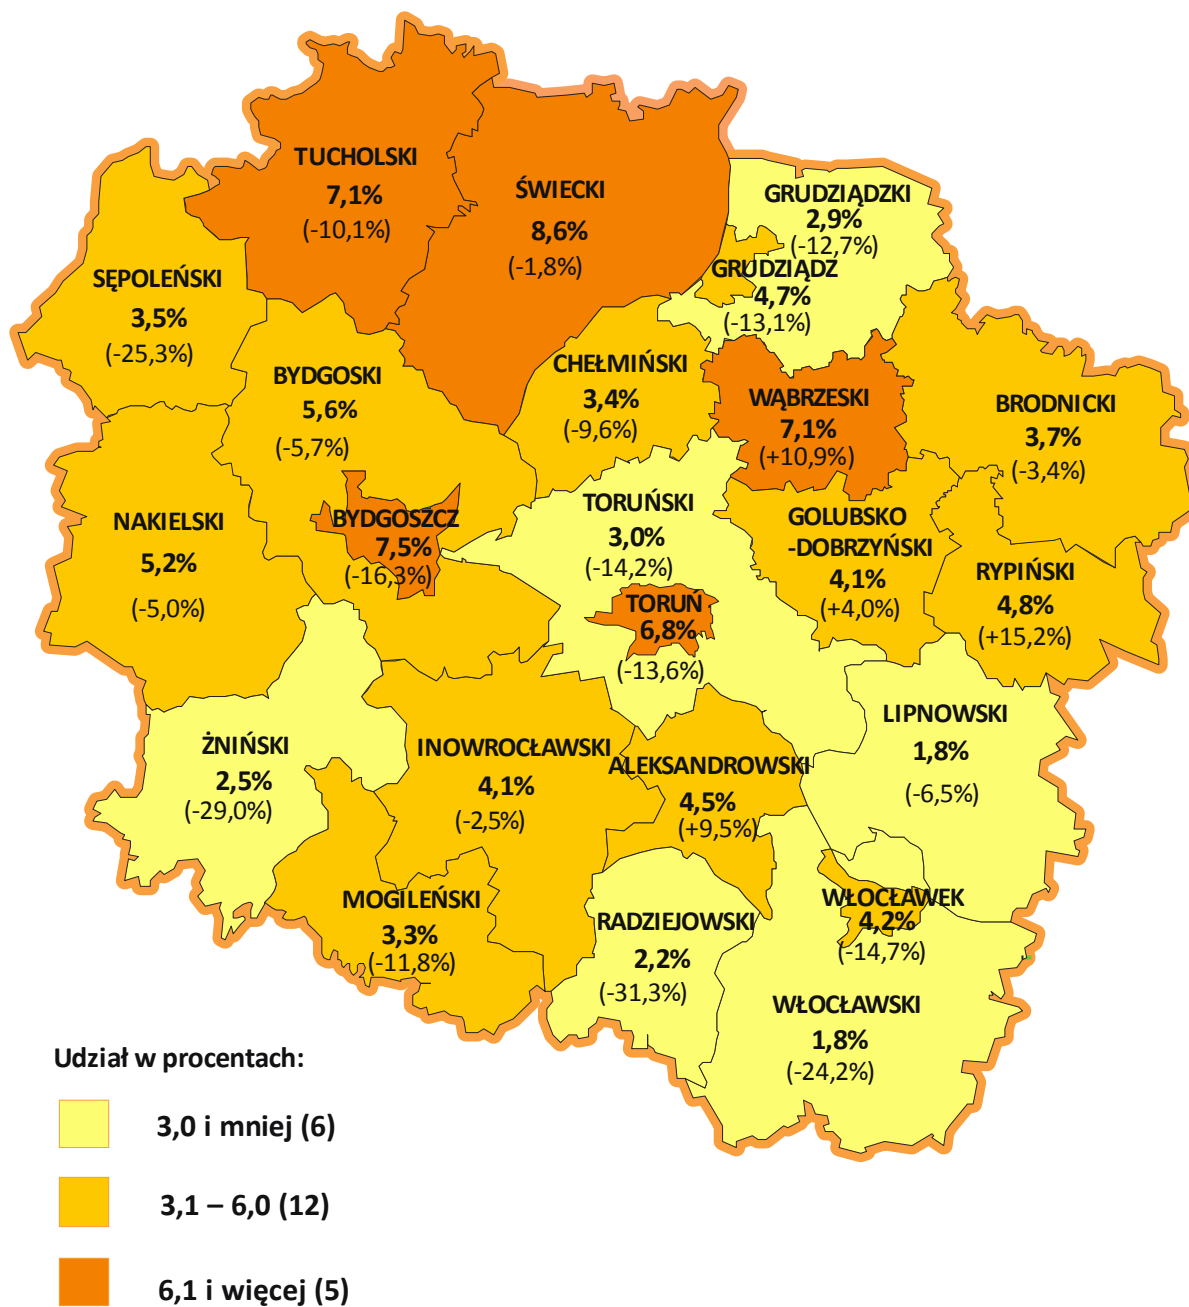 TUCHOLSKI
7,1%
(-10,1%)
ŚWIECKI
8,6%
(-1,8%)
GRUDZIĄDZKI
2,9%
(-12,7%)
GRUDZIĄDZ
4,7%
(-13,1%)
SĘPOLEŃSKI
3,5%
(-25,3%)
BYDGOSKI
5,6%
(-5,7%)
CHEŁMIŃSKI
3,4%
(-9,6%)
WĄBRZESKI
7,1%
(+10,9%)
BRODNICKI
3,7%
(-3,4%)
NAKIELSKI
5,2%
(-5,0%)
BYDGOSZCZ
7,5%
(-16,3%)
TORUŃSKI
3,0%
(-14,2%)
GOLUBSKO
-DOBRZYŃSKI
4,1%
(+4,0%)
RYPIŃSKI
4,8%
(+15,2%)
TORUŃ
6,8%
(-13,6%)
ŻNIŃSKI
2,5%
(-29,0%)
INOWROCŁAWSKI
4,1%
(-2,5%)
ALEKSANDROWSKI
4,5%
(+9,5%)
LIPNOWSKI
1,8%
(-6,5%)
MOGILEŃSKI
3,3%
(-11,8%)
RADZIEJOWSKI
2,2%
(-31,3%)
WŁOCŁAWEK
4,2%
(-14,7%)
WŁOCŁAWSKI
1,8%
(-24,2%)
Udział w procentach:
3,0 i mniej (6)
3,1 – 6,0 (12)
6,1 i więcej (5)